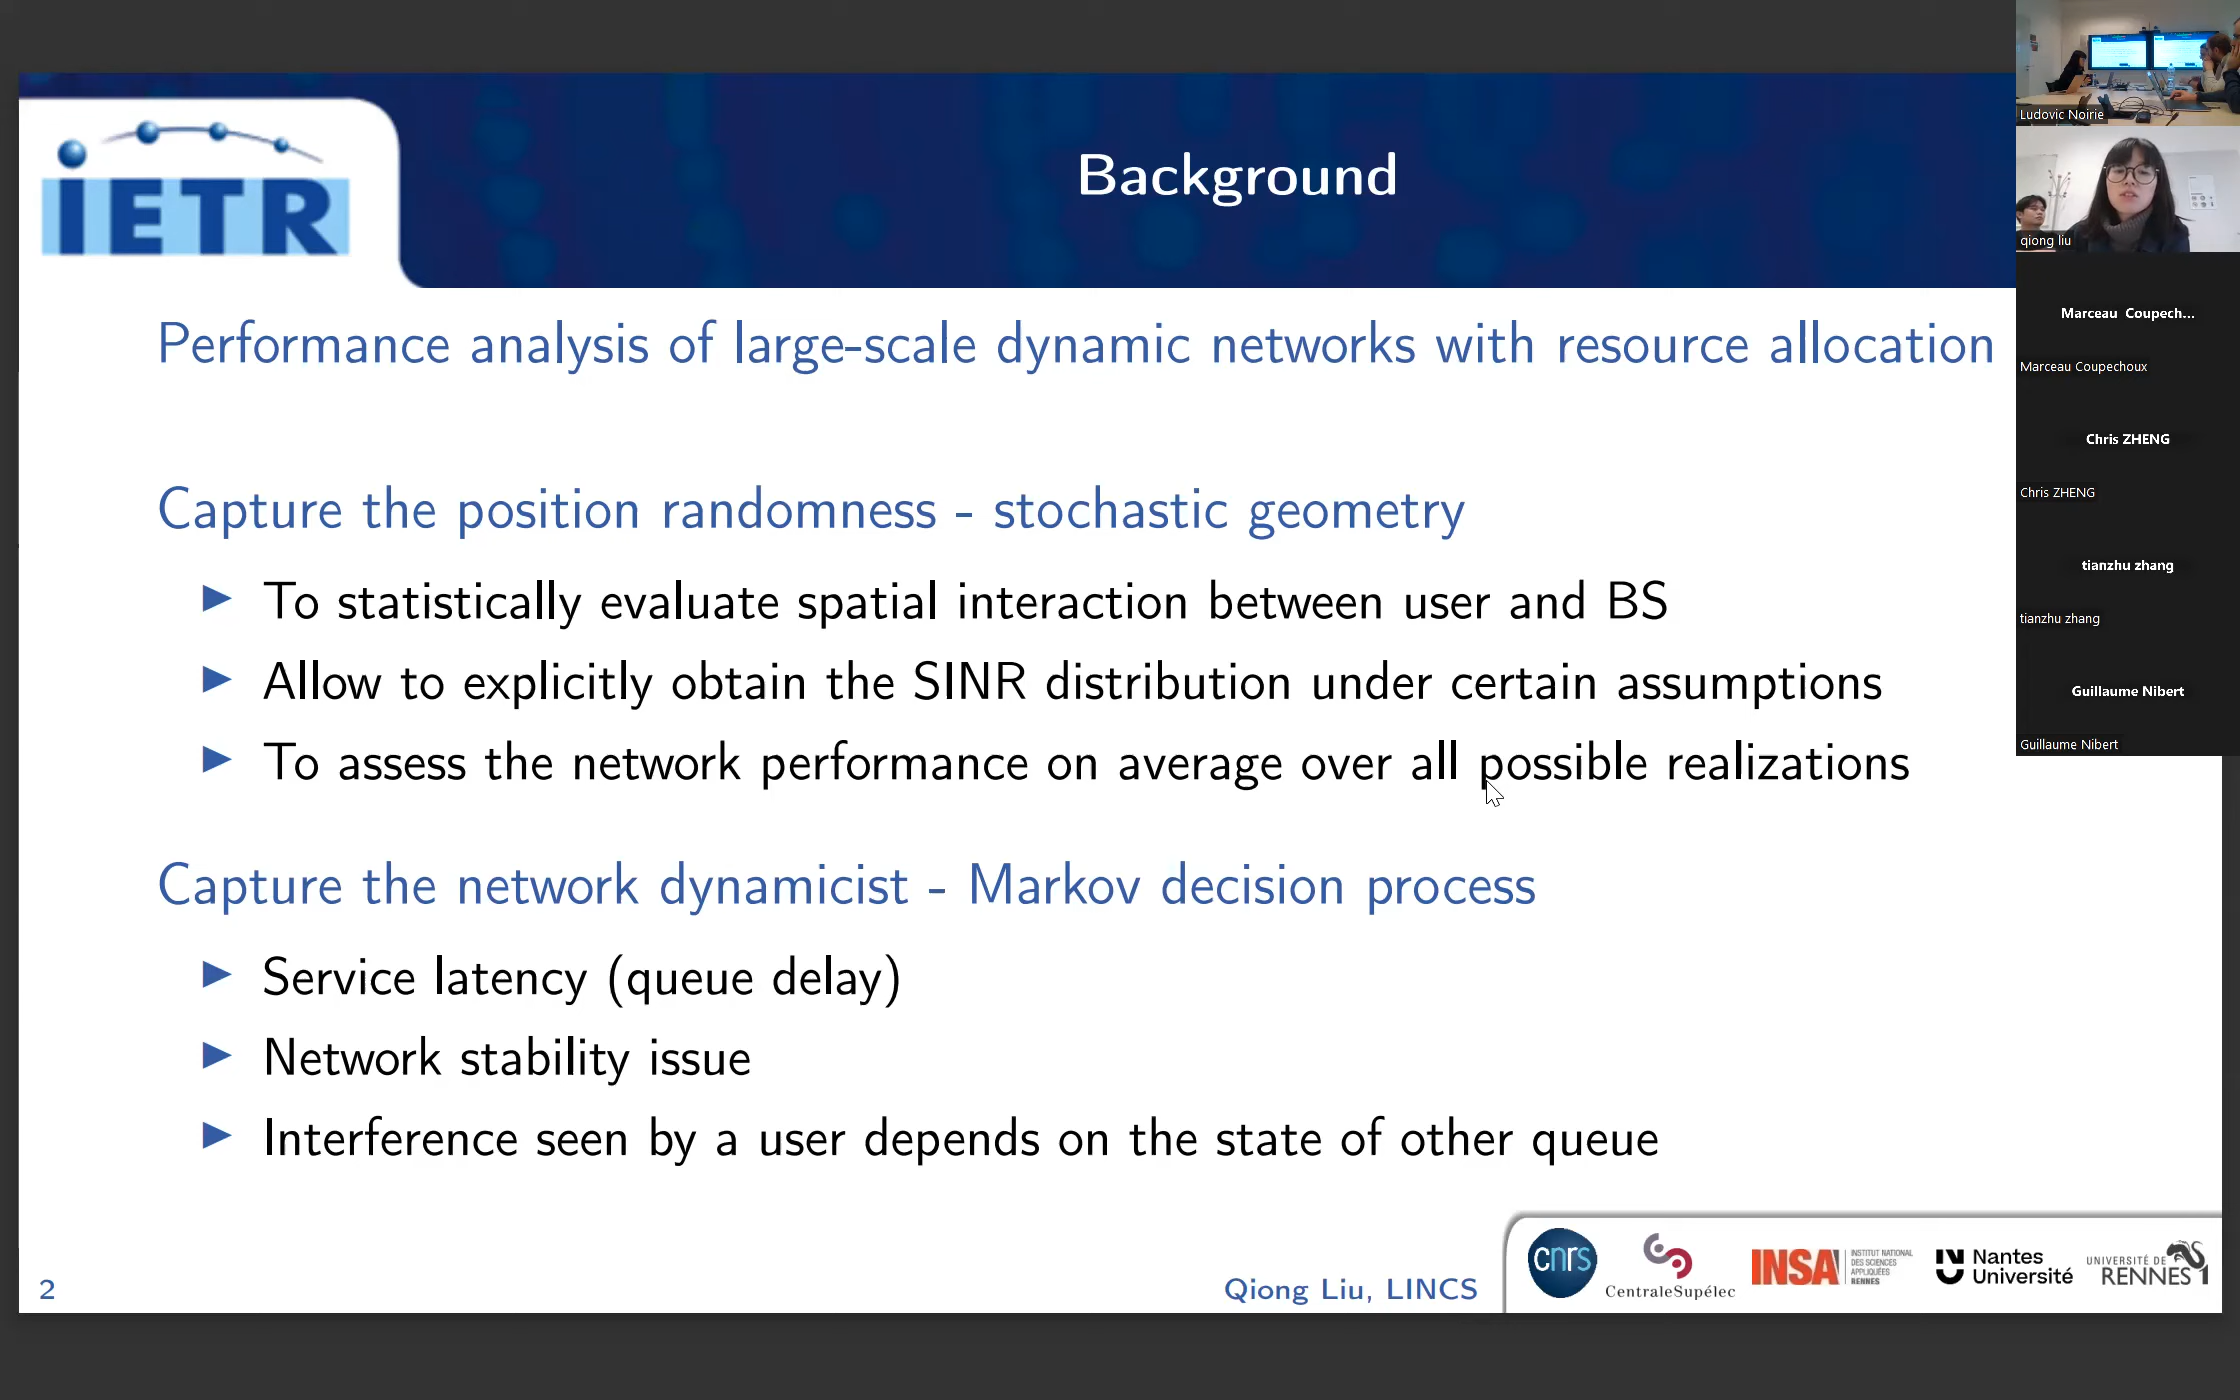 iETR
Background
Performance analysis of large-scale dynamic networks with resource allocation
Capture the position randomness - stochastic geometry
To statistically evaluate spatial interaction between user and BS
Allow to explicitly obtain the SINR distribution under certain assumptions
To assess the network performance on average over all possible realizations
Capture the network dynamicist - Markov decision process
Service latency (queue delay)
Network stability issue
Interference seen by a user depends on the state of other queue
2
Qiong Liu, LINCS
cnrs
CentraleSupélec
INSA
INSTITUT NATIONAL
DES SCIENCES
APPLIQUÉES
RENNES
Nantes
Université
UNIVERSITÉ DE
RENNES 1
Ludovic Noirie
qiong liu
Marceau Coupech...
Marceau Coupechoux
Chris ZHENG
Chris ZHENG
tianzhu zhang
tianzhu zhang
Guillaume Nibert
Guillaume Nibert